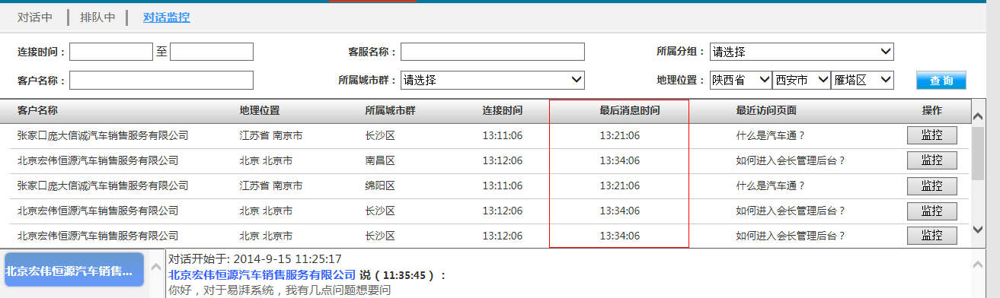 对话中 排队中 对话监控
连接时间： 至 客服名称： 所属分组： 请选择
客户名称： 所属城市群： 请选择 地理位置： 陕西省 西安市 雁塔区 查 询
客户名称 地理位置 所属城市群 连接时间 最后消息时间 最近访问页面 操作
张家口庞大信诚汽车销售服务有限公司 江苏省 南京市 长沙区 13:11:06 13:21:06 什么是汽车通？ 监控
北京宏伟恒源汽车销售服务有限公司 北京 北京市 南昌区 13:12:06 13:34:06 如何进入会长管理后台？ 监控
张家口庞大信诚汽车销售服务有限公司 江苏省 南京市 绵阳区 13:11:06 13:21:06 什么是汽车通？ 监控
北京宏伟恒源汽车销售服务有限公司 北京 北京市 长沙区 13:12:06 13:34:06 如何进入会长管理后台？ 监控
北京宏伟恒源汽车销售服务有限公司 北京 北京市 长沙区 13:12:06 13:34:06 如何进入会长管理后台？ 监控
北京宏伟恒源汽车销售...
对话开始于: 2014-9-15 11:25:17
北京宏伟恒源汽车销售服务有限公司 说（11:35:45）：
你好，对于易湃系统，我有几点问题想要问